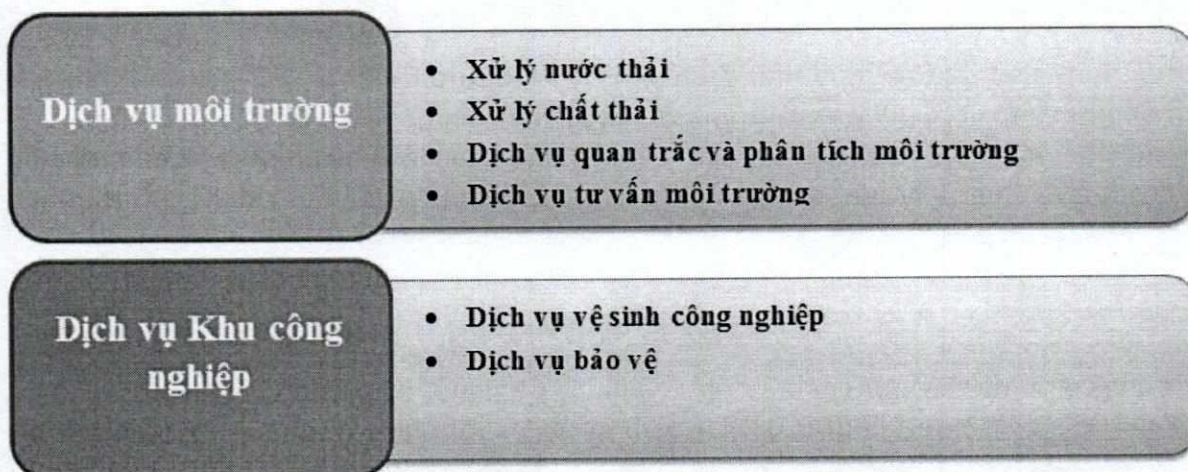 Dịch vụ môi trường
• Xử lý nước thải
• Xử lý chất thải
• Dịch vụ quan trắc và phân tích môi trường
• Dịch vụ tư vấn môi trường
Dịch vụ Khu công
nghiệp
• Dịch vụ vệ sinh công nghiệp
• Dịch vụ bảo vệ